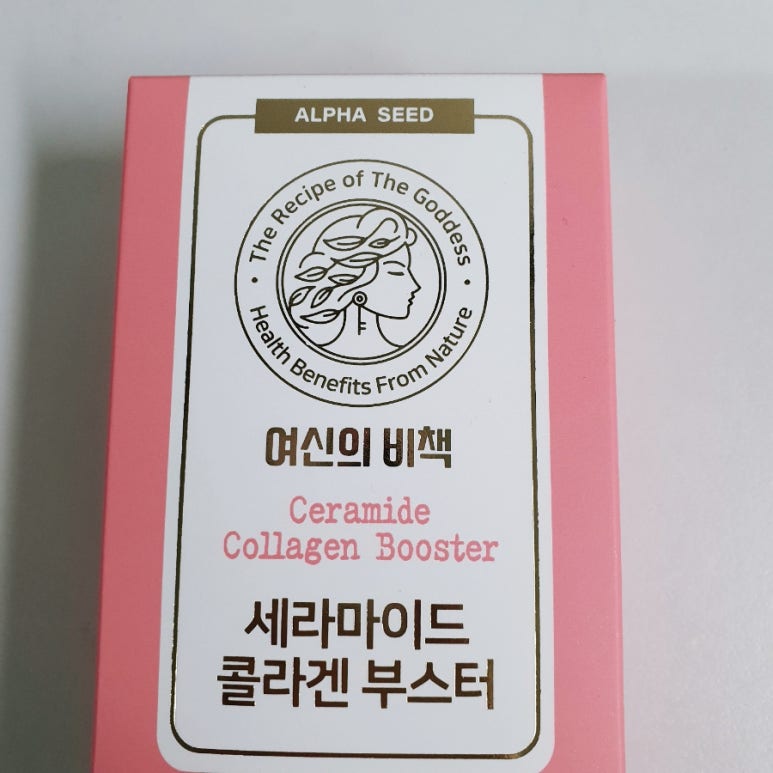 ALPHA SEED
The Recipe of The Goddess
Health Benefits From Nature
여신의 비책
Ceramide
Collagen Booster
세라마이드
콜라겐 부스터